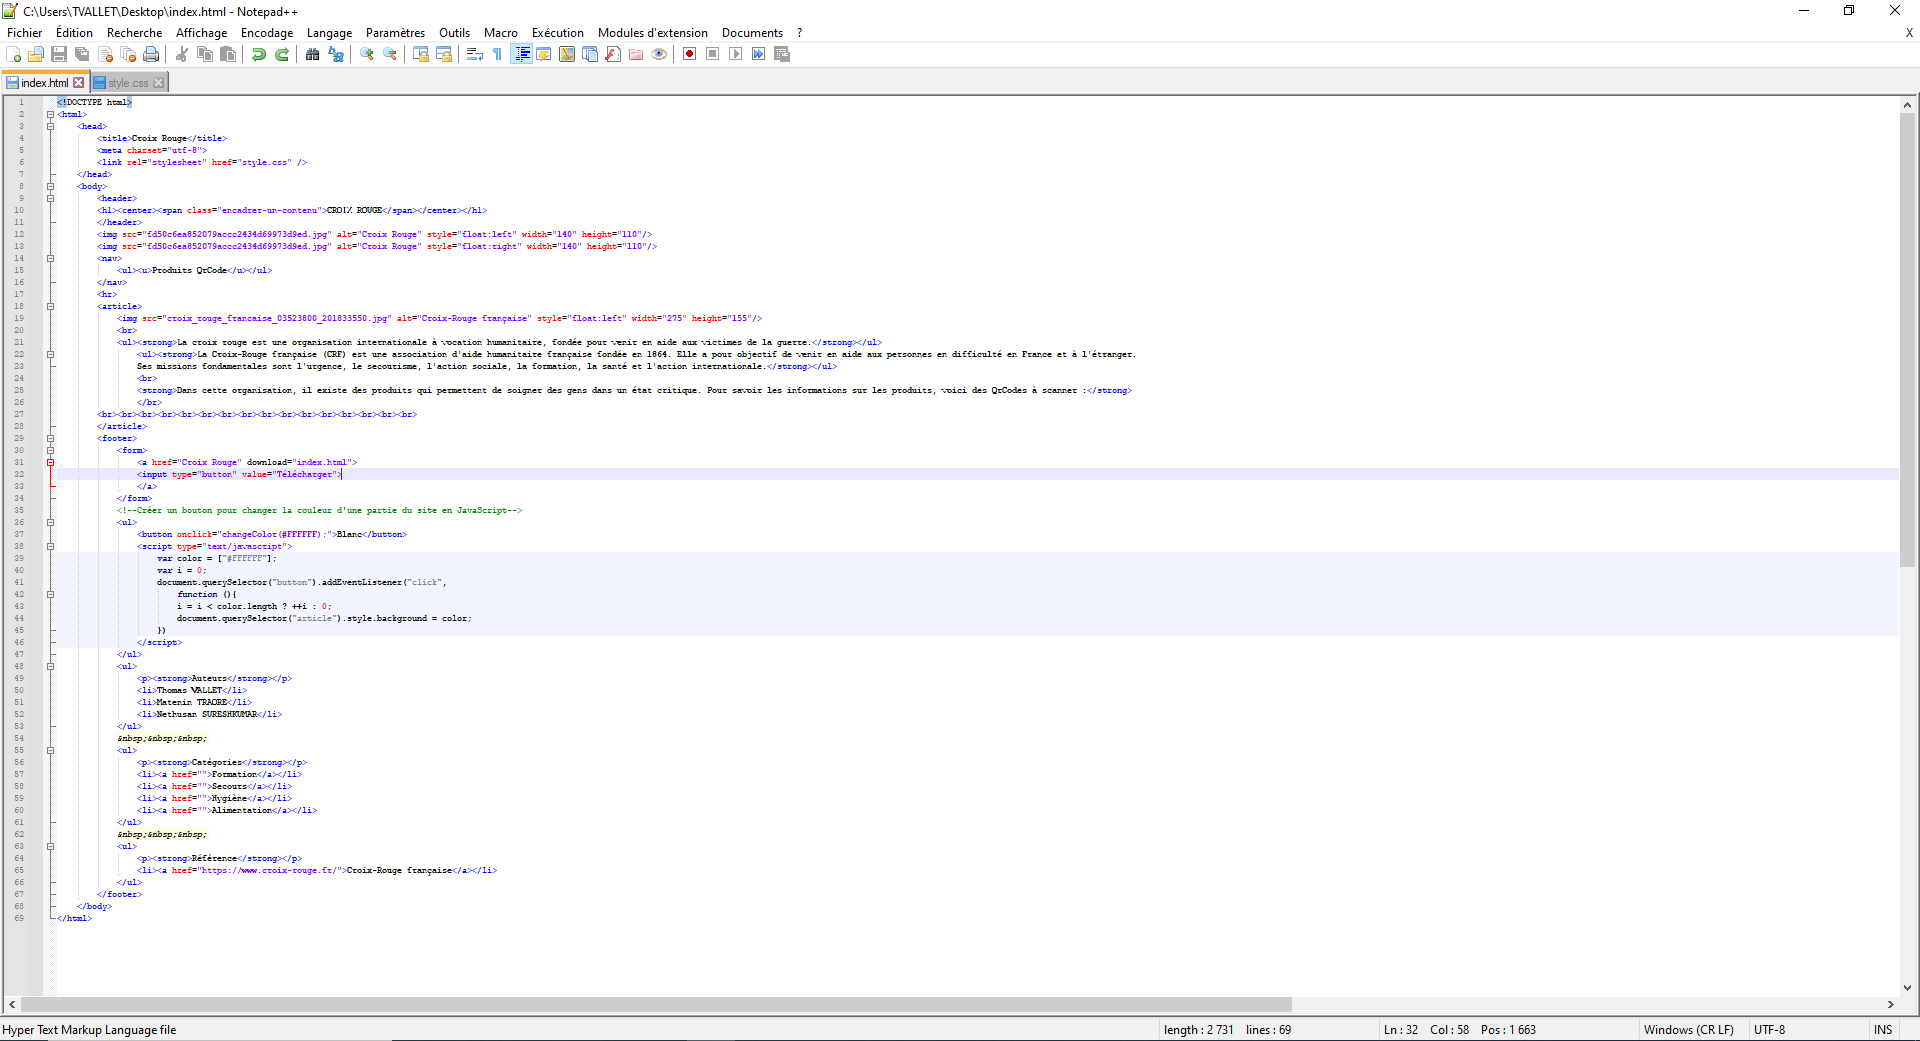 C:\Users\TVALLET\Desktop\index.html - Notepad++
Fichier Édition Recherche Affichage Encodage Langage Paramètres Outils Macro Exécution Modules d'extension Documents ? X
index.html style.css
1 <!DOCTYPE html>
2 <html>
3 <head>
4 <title>Croix Rouge</title>
5 <meta charset="utf-8">
6 <link rel="stylesheet" href="style.css" />
7 </head>
8 <body>
9 <header>
10 <h1><center><span class="encadrer-un-contenu">CROIX ROUGE</span></center></h1>
11 </header>
12 <img src="fd50c6ea852079accc2434d69973d9ed.jpg" alt="Croix Rouge" style="float:left" width="140" height="110"/>
13 <img src="fd50c6ea852079accc2434d69973d9ed.jpg" alt="Croix Rouge" style="float:right" width="140" height="110"/>
14 <nav>
15 <ul><u>Produits QrCode</u></ul>
16 </nav>
17 <hr>
18 <article>
19 <img src="croix_rouge_francaise_03523800_201833550.jpg" alt="Croix-Rouge française" style="float:left" width="275" height="155"/>
20 <br>
21 <ul><strong>La croix rouge est une organisation internationale à vocation humanitaire, fondée pour venir en aide aux victimes de la guerre.</strong></ul>
22 <ul><strong>La Croix-Rouge française (CRF) est une association d'aide humanitaire française fondée en 1864. Elle a pour objectif de venir en aide aux personnes en difficulté en France et à l'étranger.
23 Ses missions fondamentales sont l'urgence, le secourisme, l'action sociale, la formation, la santé et l'action internationale.</strong></ul>
24 <br>
25 <strong>Dans cette organisation, il existe des produits qui permettent de soigner des gens dans un état critique. Pour savoir les informations sur les produits, voici des QrCodes à scanner :</strong>
26 </br>
27 <br><br><br><br><br><br><br><br><br><br><br><br><br><br><br><br>
28 </article>
29 <footer>
30 <form>
31 <a href="Croix Rouge" download="index.html">
32 <input type="button" value="Télécharger">
33 </a>
34 </form>
35 <!--Créer un bouton pour changer la couleur d'une partie du site en JavaScript-->
36 <ul>
37 <button onclick="changeColor(#FFFFFF);">Blanc</button>
38 <script type="text/javascript">
39 var color = ["#FFFFFF"];
40 var i = 0;
41 document.querySelector("button").addEventListener("click",
42 function (){
43 i = i < color.length ? ++i : 0;
44 document.querySelector("article").style.background = color;
45 })
46 </script>
47 </ul>
48 <ul>
49 <p><strong>Auteurs</strong></p>
50 <li>Thomas VALLET</li>
51 <li>Matenin TRAORE</li>
52 <li>Nethusan SURESHKUMAR</li>
53 </ul>
54 &nbsp;&nbsp;&nbsp;
55 <ul>
56 <p><strong>Catégories</strong></p>
57 <li><a href="">Formation</a></li>
58 <li><a href="">Secours</a></li>
59 <li><a href="">Hygiène</a></li>
60 <li><a href="">Alimentation</a></li>
61 </ul>
62 &nbsp;&nbsp;&nbsp;
63 <ul>
64 <p><strong>Référence</strong></p>
65 <li><a href="https://www.croix-rouge.fr/">Croix-Rouge française</a></li>
66 </ul>
67 </footer>
68 </body>
69 </html>
Hyper Text Markup Language file length : 2 731 lines : 69 Ln : 32 Col : 58 Pos : 1 663 Windows (CR LF) UTF-8 INS